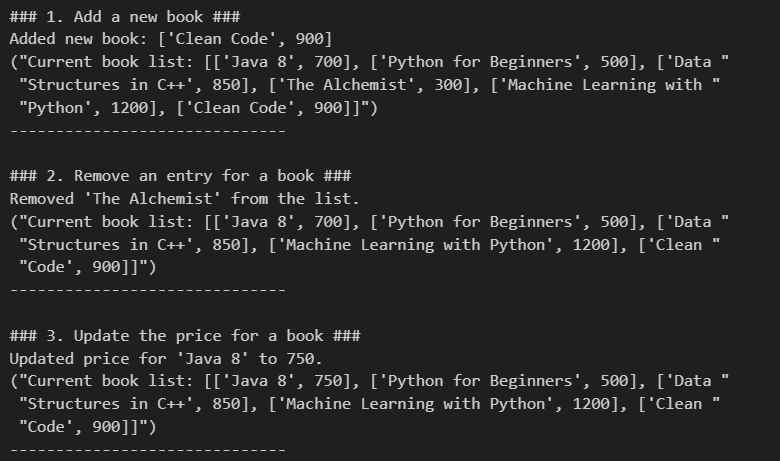 ### 1. Add a new book ###
Added new book: ['Clean Code', 900]
("Current book list: [['Java 8', 700], ['Python for Beginners', 500], ['Data "
 "Structures in C++', 850], ['The Alchemist', 300], ['Machine Learning with "
 "Python', 1200], ['Clean Code', 900]]")
------------------------------
### 2. Remove an entry for a book ###
Removed 'The Alchemist' from the list.
("Current book list: [['Java 8', 700], ['Python for Beginners', 500], ['Data "
 "Structures in C++', 850], ['Machine Learning with Python', 1200], ['Clean "
 "Code', 900]]")
------------------------------
### 3. Update the price for a book ###
Updated price for 'Java 8' to 750.
("Current book list: [['Java 8', 750], ['Python for Beginners', 500], ['Data "
 "Structures in C++', 850], ['Machine Learning with Python', 1200], ['Clean "
 "Code', 900]]")
------------------------------